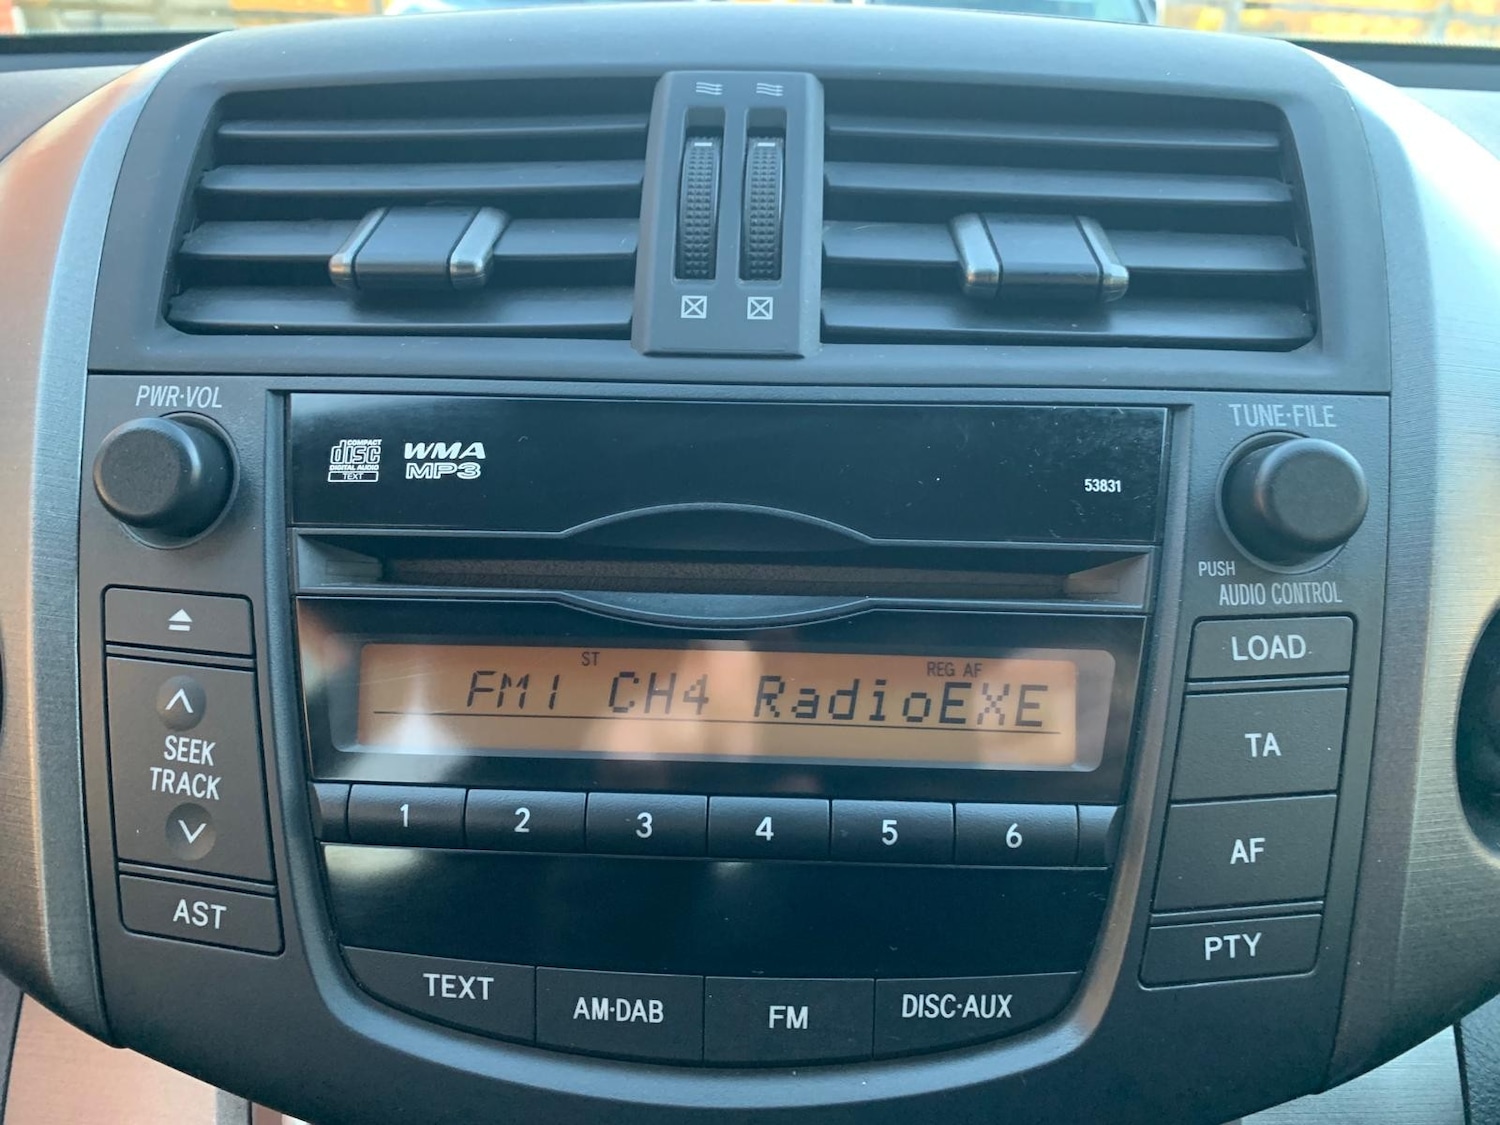 PWR·VOL
TUNE·FILE
COMPACT
disc
DIGITAL AUDIO
TEXT
WMA
MP3
53831
PUSH
AUDIO CONTROL
LOAD
ST
REG AF
FM1 CH4 RadioEXE
SEEK
TRACK
TA
1 2 3 4 5 6
AF
AST
PTY
TEXT
AM·DAB
FM
DISC·AUX